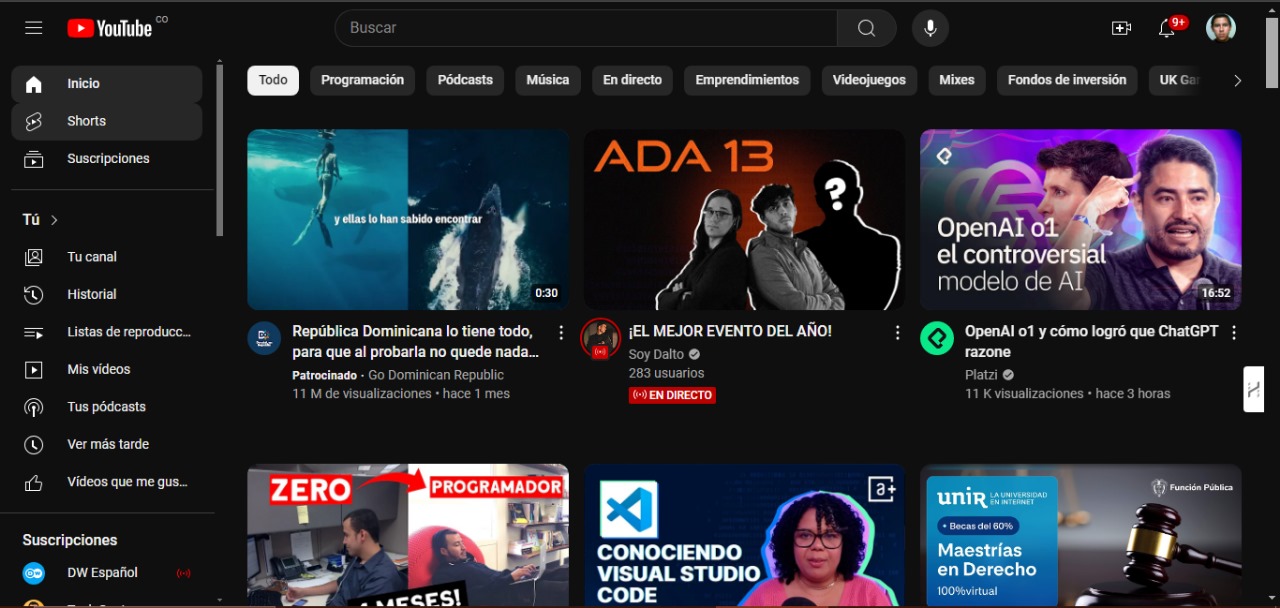 YouTube CO
Buscar
9+
Inicio
Shorts
Suscripciones
Tú
Tu canal
Historial
Listas de reproducc...
Mis vídeos
Tus pódcasts
Ver más tarde
Vídeos que me gus...
Suscripciones
DW Español
Todo
Programación
Pódcasts
Música
En directo
Emprendimientos
Videojuegos
Mixes
Fondos de inversión
UK
y ellas lo han sabido encontrar
0:30
República Dominicana lo tiene todo,
para que al probarla no quede nada...
Patrocinado · Go Dominican Republic
11 M de visualizaciones • hace 1 mes
ADA 13
?
¡EL MEJOR EVENTO DEL AÑO!
Soy Dalto
283 usuarios
EN DIRECTO
OpenAI o1
el controversial
modelo de AI
16:52
OpenAI o1 y cómo logró que ChatGPT
razone
Platzi
11 K visualizaciones • hace 3 horas
ZERO
PROGRAMADOR
MESES!
a+
CONOCIENDO
VISUAL STUDIO
CODE
unir LA UNIVERSIDAD
EN INTERNET
• Becas del 60%
Maestrías
en Derecho
100%virtual
Función Pública